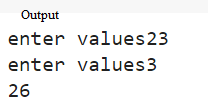 Output
enter values23
enter values3
26